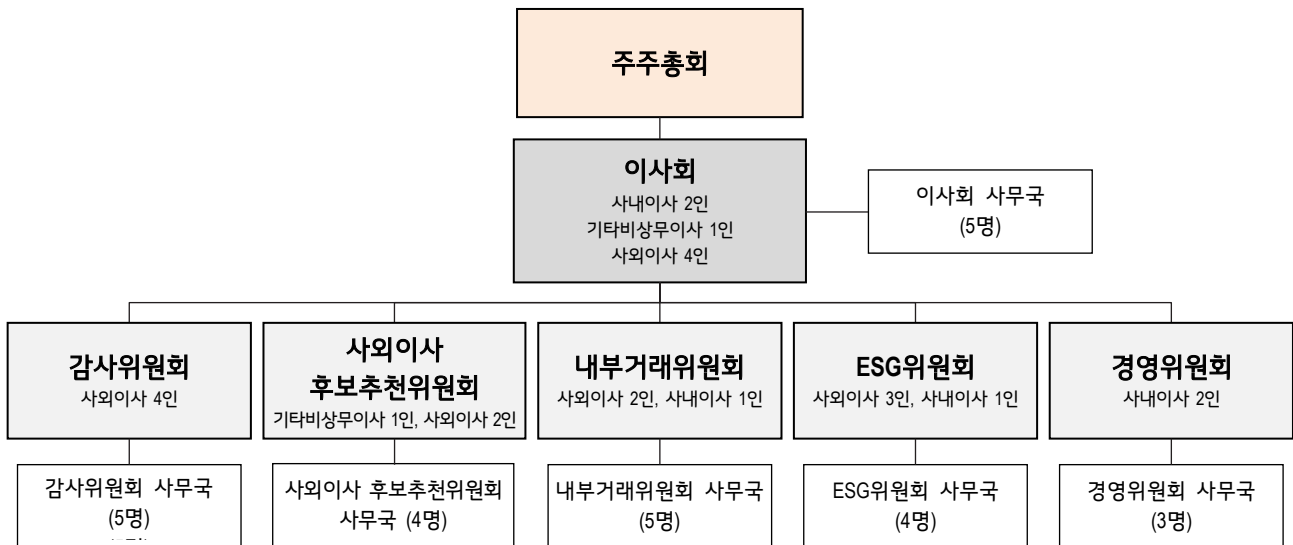 주주총회
이사회
사내이사 2인
기타비상무이사 1인
사외이사 4인
이사회 사무국
(5명)
감사위원회
사외이사 4인
사외이사
후보추천위원회
기타비상무이사 1인, 사외이사 2인
내부거래위원회
사외이사 2인, 사내이사 1인
ESG위원회
사외이사 3인, 사내이사 1인
경영위원회
사내이사 2인
감사위원회 사무국
(5명)
사외이사 후보추천위원회
사무국 (4명)
내부거래위원회 사무국
(5명)
ESG위원회 사무국
(4명)
경영위원회 사무국
(3명)